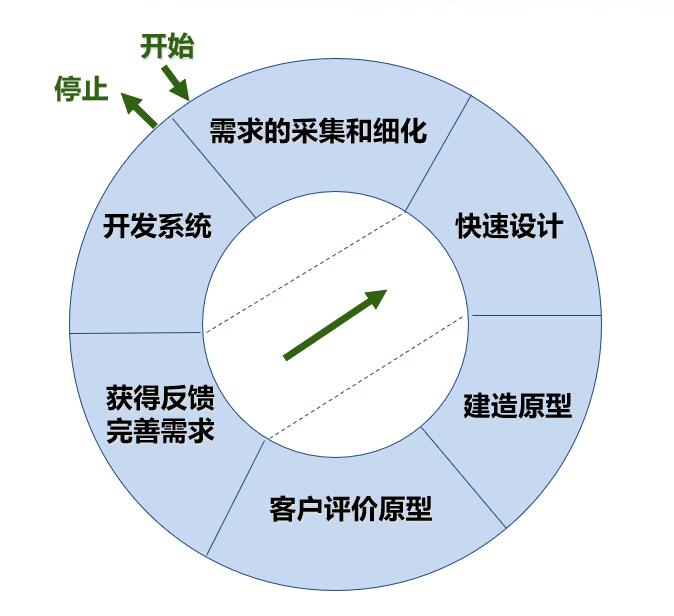 开始
停止
需求的采集和细化
快速设计
建造原型
客户评价原型
获得反馈
完善需求
开发系统